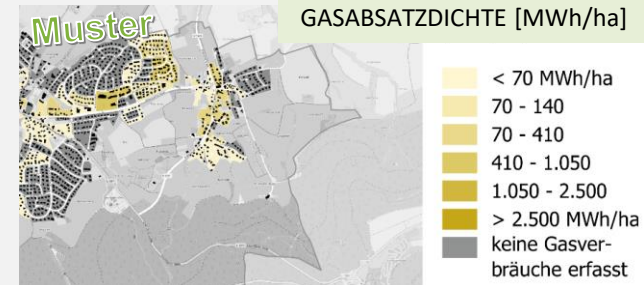 Muster
GASABSATZDICHTE [MWh/ha]
< 70 MWh/ha
70 - 140
70 - 410
410 - 1.050
1.050 - 2.500
> 2.500 MWh/ha
keine Gasver-
bräuche erfasst